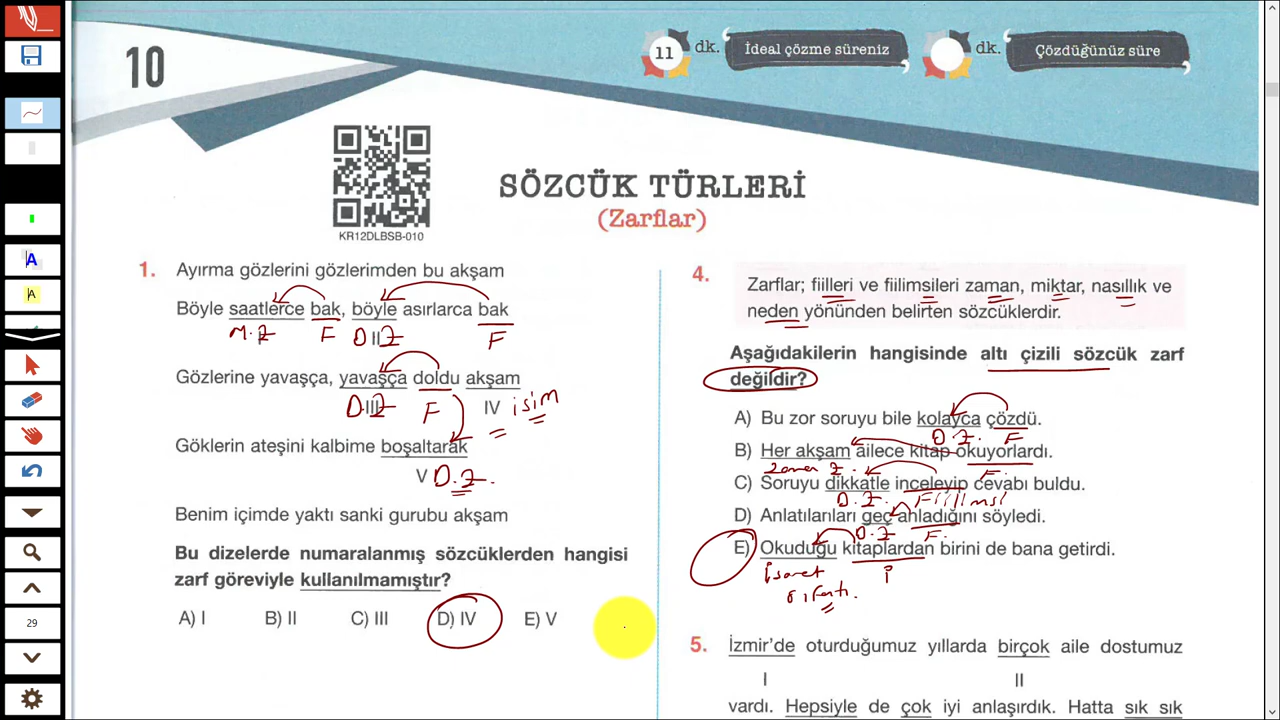 10
11 dk. İdeal çözme süreniz
dk. Çözdüğünüz süre
KR12DLBSB-010
SÖZCÜK TÜRLERİ
(Zarflar)
1. Ayırma gözlerini gözlerimden bu akşam
Böyle saatlerce bak, böyle asırlarca bak
M.Z F D II Z F
Gözlerine yavaşça, yavaşça doldu akşam
D.III Z F IV isim
Göklerin ateşini kalbime boşaltarak
V D.Z.
Benim içimde yaktı sanki gurubu akşam
Bu dizelerde numaralanmış sözcüklerden hangisi
zarf göreviyle kullanılmamıştır?
A) I B) II C) III D) IV E) V
4. Zarflar; fiilleri ve fiilimsileri zaman, miktar, nasıllık ve
neden yönünden belirten sözcüklerdir.
Aşağıdakilerin hangisinde altı çizili sözcük zarf
değildir?
A) Bu zor soruyu bile kolayca çözdü.
D.Z. F
B) Her akşam ailece kitap okuyorlardı.
zaman Z. F.
C) Soruyu dikkatle inceleyip cevabı buldu.
D.Z. Fiilimsi
D) Anlatılanları geç anladığını söyledi.
D.Z F.
E) Okuduğu kitaplardan birini de bana getirdi.
İşaret İ
sıfatı.
5. İzmir'de oturduğumuz yıllarda birçok aile dostumuz
I II
vardı. Hepsiyle de çok iyi anlaşırdık. Hatta sık sık
A
A
29